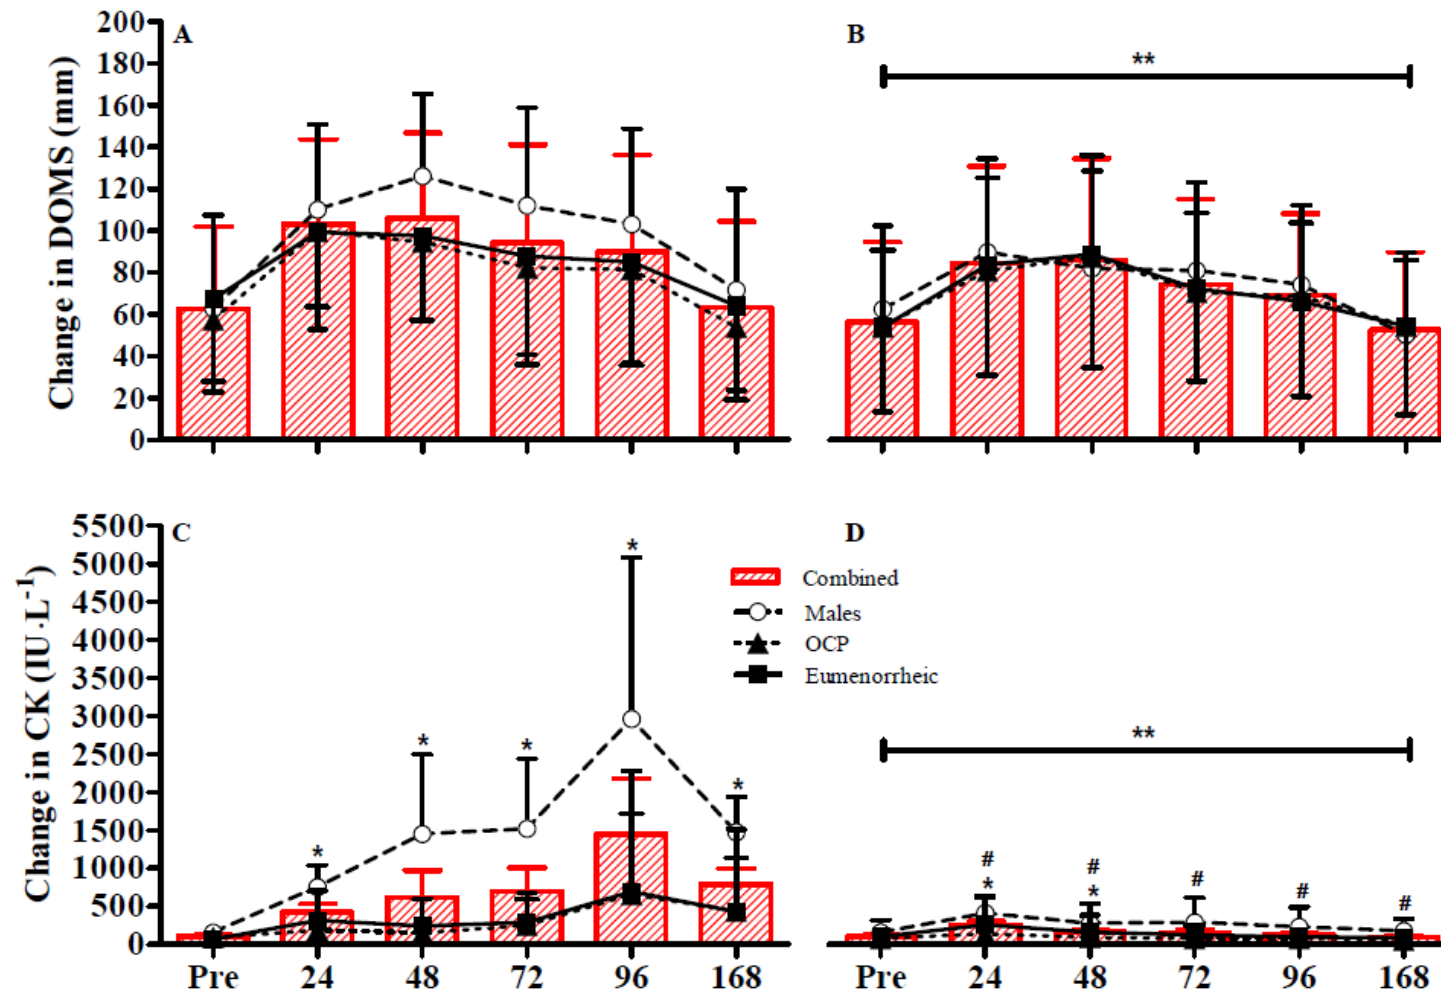 A
B
**
Change in DOMS (mm)
200
180
160
140
120
100
80
60
40
20
0
C
D
Change in CK (IU·L⁻¹)
5500
5000
4500
4000
3500
3000
2500
2000
1500
1000
500
0
* * * * *
Combined
Males
OCP
Eumenorrheic
**
# # # # #
* *
Pre 24 48 72 96 168 Pre 24 48 72 96 168